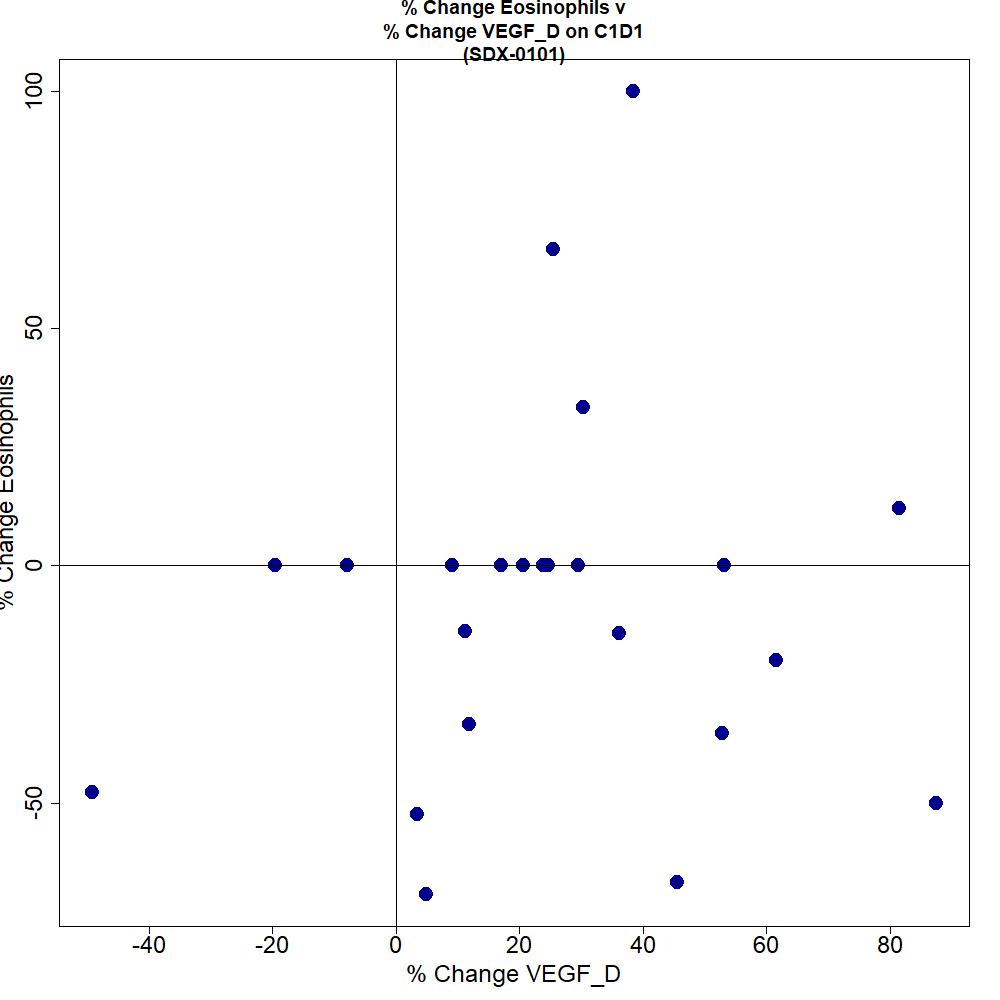 % Change Eosinophils v
% Change VEGF_D on C1D1
(SDX-0101)
100
50
0
-50
% Change Eosinophils
-40
-20
0
20
40
60
80
% Change VEGF_D